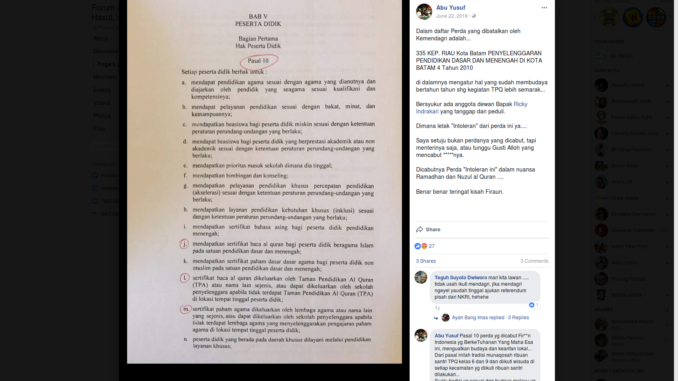 BAB V
PESERTA DIDIK
Bagian Pertama
Hak Peserta Didik
Pasal 10
Setiap peserta didik berhak untuk :
a. mendapat pendidikan agama sesuai dengan agama yang dianutnya dan
diajarkan oleh pendidik yang seagama sesuai kualifikasi dan
kompetensinya;
b. mendapat pelayanan pendidikan sesuai dengan bakat, minat, dan
kemampuannya;
c. mendapatkan beasiswa bagi peserta didik miskin sesuai dengan ketentuan
peraturan perundang-undangan yang berlaku;
d. mendapat beasiswa bagi peserta didik yang berprestasi akademik atau non
akademik sesuai dengan ketentuan peraturan perundang-undangan yang
berlaku;
e. mendapatkan prioritas masuk sekolah dimana dia tinggal;
f. mendapatkan bimbingan dan konseling;
g. mendapatkan pelayanan pendidikan khusus percepatan pendidikan
(akselerasi) sesuai dengan ketentuan peraturan perundang-undangan yang
berlaku;
h. mendapatkan layanan pendidikan kebutuhan khusus (inklusi) sesuai
dengan ketentuan peraturan perundang-undangan yang berlaku;
i. mendapatkan sertifikat bahasa asing bagi peserta didik pendidikan
menengah;
j. mendapatkan sertifikat baca al quran bagi peserta didik beragama Islam
pada satuan pendidikan dasar dan menengah;
k. mendapatkan sertifikat paham dasar dasar agama bagi peserta didik non
muslim pada satuan pendidikan dasar dan menengah;
l. sertifikat baca al quran dikeluarkan oleh Taman Pendidikan Al Quran
(TPA) atau nama lain sejenis, atau dapat dikeluarkan oleh sekolah
penyelenggara apabila tidak terdapat Taman Pendidikan Al Quran (TPA)
di lokasi tempat tinggal peserta didik;
m. sertifikat paham agama dikeluarkan oleh lembaga agama atau nama lain
yang sejenis, atau dapat dikeluarkan oleh sekolah penyelenggara apabila
tidak terdapat lembaga agama yang menyelenggarakan pengajaran paham
agama di lokasi tempat tinggal peserta didik;
n. peserta didik yang berada pada daerah khusus dilayani melalui pendidikan
layanan khusus;
Abu Yusuf
June 22, 2016
Dalam daftar Perda yang dibatalkan oleh
Kemendagri adalah...
335 KEP. RIAU Kota Batam PENYELENGGARAN
PENDIDIKAN DASAR DAN MENENGAH DI KOTA
BATAM 4 Tahun 2010
di dalamnya mengatur hal yang sudah membudaya
bertahun tahun shg kegiatan TPQ lebih semarak...
Bersyukur ada anggota dewan Bapak Ricky
Indrakari yang tanggap dan peduli.
Dimana letak "Intoleran" dari perda ini ya....
Saya setuju bukan perdanya yang dicabut, tapi
menterinya saja, atau tunggu Gusti Alloh yang
mencabut ****nya.
Dicabutnya Perda "Intoleran ini" dalam nuansa
Ramadhan and Nuzul al Quran ....
Benar benar teringat kisah Firaun.
Share
27
3 Shares
3 Comments
Teguh Suyoto Dwiworo mari kita lawan .....
tidak usah ikuti mendagri, jika mendagri
ngeyel yaudah tinggal ajukan referendum
pisah dari NKRI, hehehe
1
Ayah Bang Imas replied · 5 Replies
Abu Yusuf Pasal 10 perda yg dicabut Fir**n
Indonesia yg BerKeTuhanan Yang Maha Esa
ini, menguatkan budaya dan kearifan lokal...
Dari pasal inilah tradisi munaqosah ribuan
santri TPQ kelas 6 dan 9 dan diikuti wisuda di
setiap kecamatan yg diikuti ribuan santri
dilakukan...